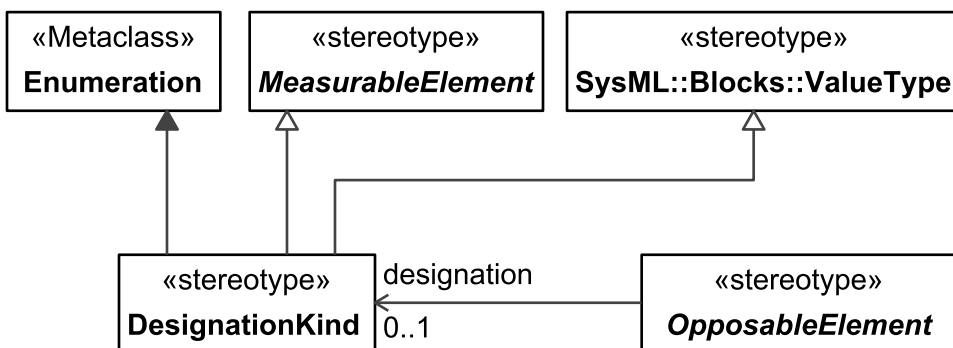 «Metaclass»
Enumeration
«stereotype»
MeasurableElement
«stereotype»
SysML::Blocks::ValueType
«stereotype»
DesignationKind
designation
0..1
«stereotype»
OpposableElement